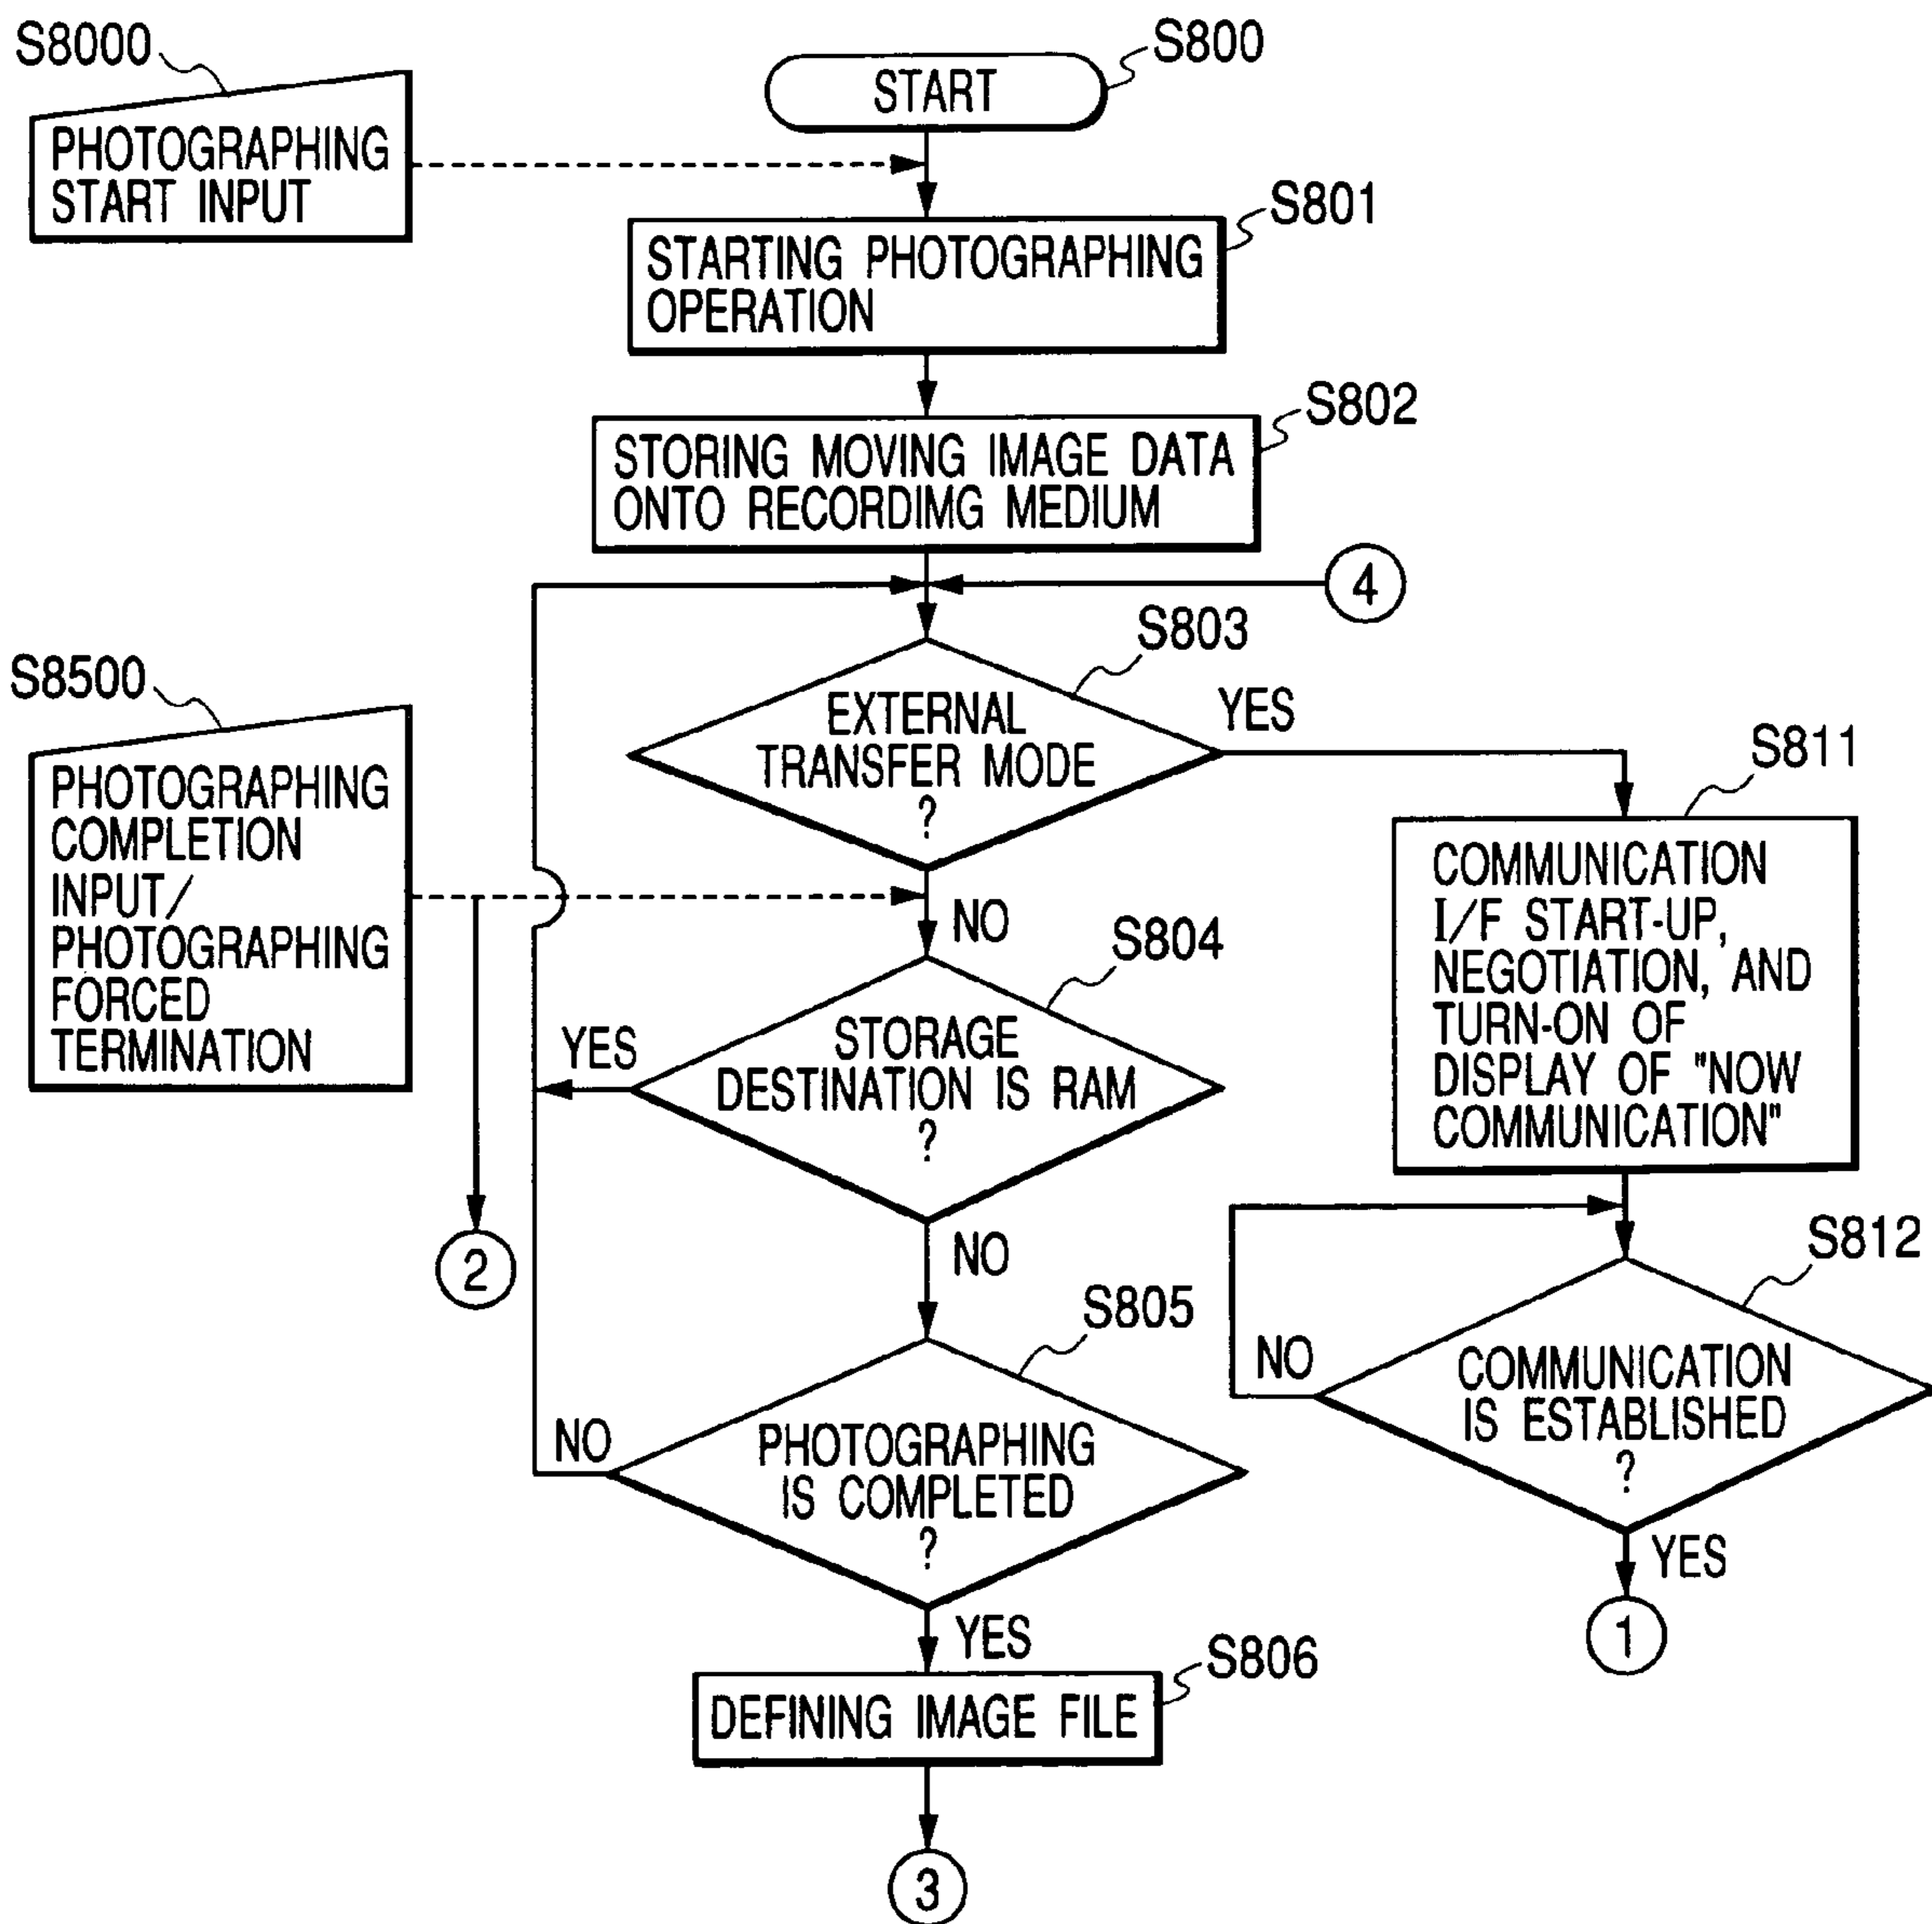 S8000
PHOTOGRAPHING
START INPUT
START
S800
S801
STARTING PHOTOGRAPHING
OPERATION
S802
STORING MOVING IMAGE DATA
ONTO RECORDIMG MEDIUM
4
S803
EXTERNAL
TRANSFER MODE
?
YES
NO
S8500
PHOTOGRAPHING
COMPLETION
INPUT/
PHOTOGRAPHING
FORCED
TERMINATION
2
S804
STORAGE
DESTINATION IS RAM
?
YES
NO
S805
PHOTOGRAPHING
IS COMPLETED
?
NO
YES
S806
DEFINING IMAGE FILE
3
S811
COMMUNICATION
I/F START-UP,
NEGOTIATION, AND
TURN-ON OF
DISPLAY OF "NOW
COMMUNICATION"
S812
COMMUNICATION
IS ESTABLISHED
?
NO
YES
1